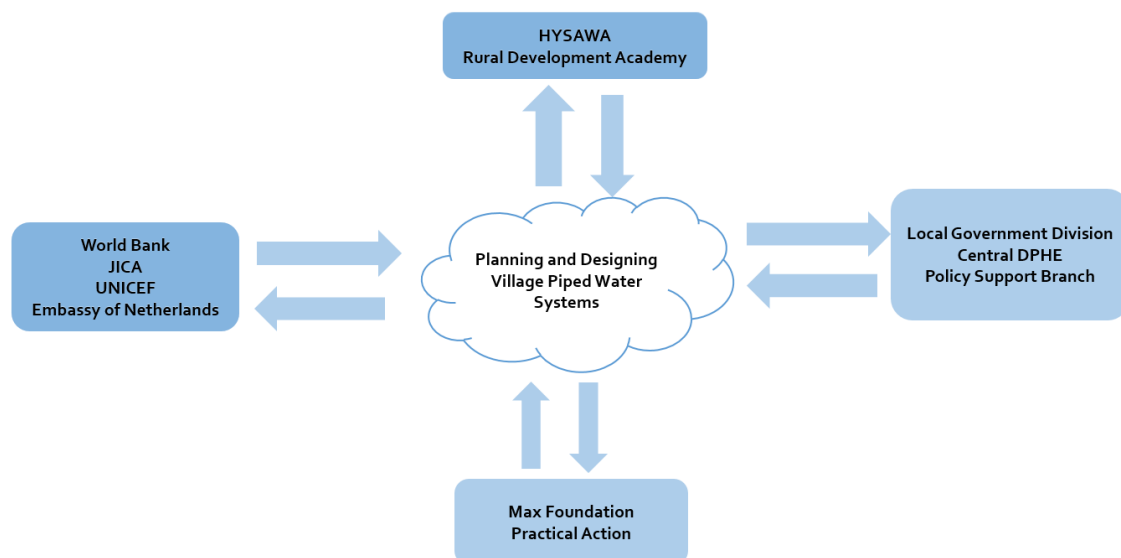 HYSAWA
Rural Development Academy
World Bank
JICA
UNICEF
Embassy of Netherlands
Planning and Designing
Village Piped Water
Systems
Local Government Division
Central DPHE
Policy Support Branch
Max Foundation
Practical Action